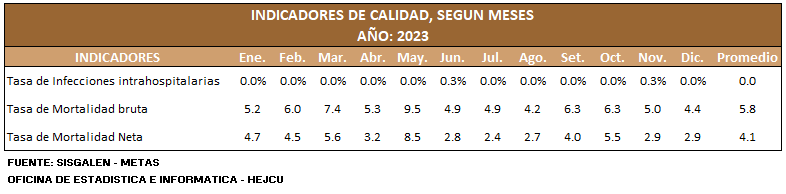 INDICADORES DE CALIDAD, SEGUN MESES
AÑO: 2023
INDICADORES Ene. Feb. Mar. Abr. May. Jun. Jul. Ago. Set. Oct. Nov. Dic. Promedio
Tasa de Infecciones intrahospitalarias 0.0% 0.0% 0.0% 0.0% 0.0% 0.3% 0.0% 0.0% 0.0% 0.0% 0.3% 0.0% 0.0
Tasa de Mortalidad bruta 5.2 6.0 7.4 5.3 9.5 4.9 4.9 4.2 6.3 6.3 5.0 4.4 5.8
Tasa de Mortalidad Neta 4.7 4.5 5.6 3.2 8.5 2.8 2.4 2.7 4.0 5.5 2.9 2.9 4.1
FUENTE: SISGALEN - METAS
OFICINA DE ESTADISTICA E INFORMATICA - HEJCU